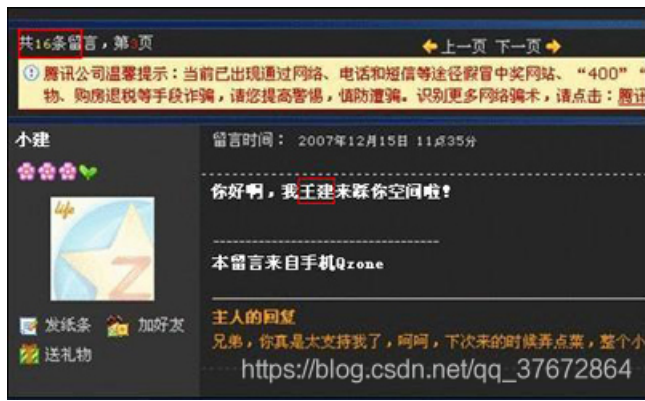 共16条留言，第3页
上一页 下一页
腾讯公司温馨提示：当前已出现通过网络、电话和短信等途径假冒中奖网站、“400”“
物、购房退税等手段诈骗，请您提高警惕，慎防遭骗。识别更多网络骗术，请点击：腾讯
小建
留言时间： 2007年12月15日 11点35分
life
Z
你好啊，我王建来踩你空间啦！
--------------------------------
本留言来自手机Qzone
发纸条 加好友
送礼物
主人的回复
兄弟，你真是太支持我了，呵呵，下次来的时候弄点菜，整个小
https://blog.csdn.net/qq_37672864